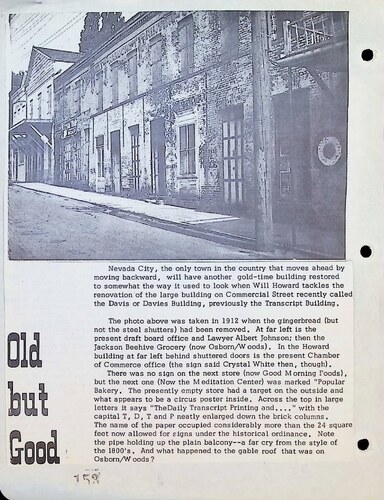 Nevada City, the only town in the country that moves ahead by
moving backward, will have another gold-time building restored
to somewhat the way it used to look when Will Howard tackles the
renovation of the large building on Commercial Street recently called
the Davis or Davies Building, previously the Transcript Building.
The photo above was taken in 1912 when the gingerbread (but
not the steel shutters) had been removed. At far left is the
present draft board office and Lawyer Albert Johnson; then the
Jackson Beehive Grocery (now Osborn/Woods). In the Howard
building at far left behind shuttered doors is the present Chamber
of Commerce office (the sign said Crystal White then, though).
There was no sign on the next store (now Good Morning Foods),
but the next one (Now the Meditation Center) was marked "Popular
Bakery. The presently empty store had a target on the outside and
what appears to be a circus poster inside. Across the top in large
letters it says "TheDaily Transcript Printing and...." with the
capital T, D, T and P neatly enlarged down the brick columns.
The name of the paper occupied considerably more than the 24 square
feet now allowed for signs under the historical ordinance. Note
the pipe holding up the plain balcony--a far cry from the style of
the 1800's. And what happened to the gable roof that was on
Osborn/Woods?
Old
but
Good